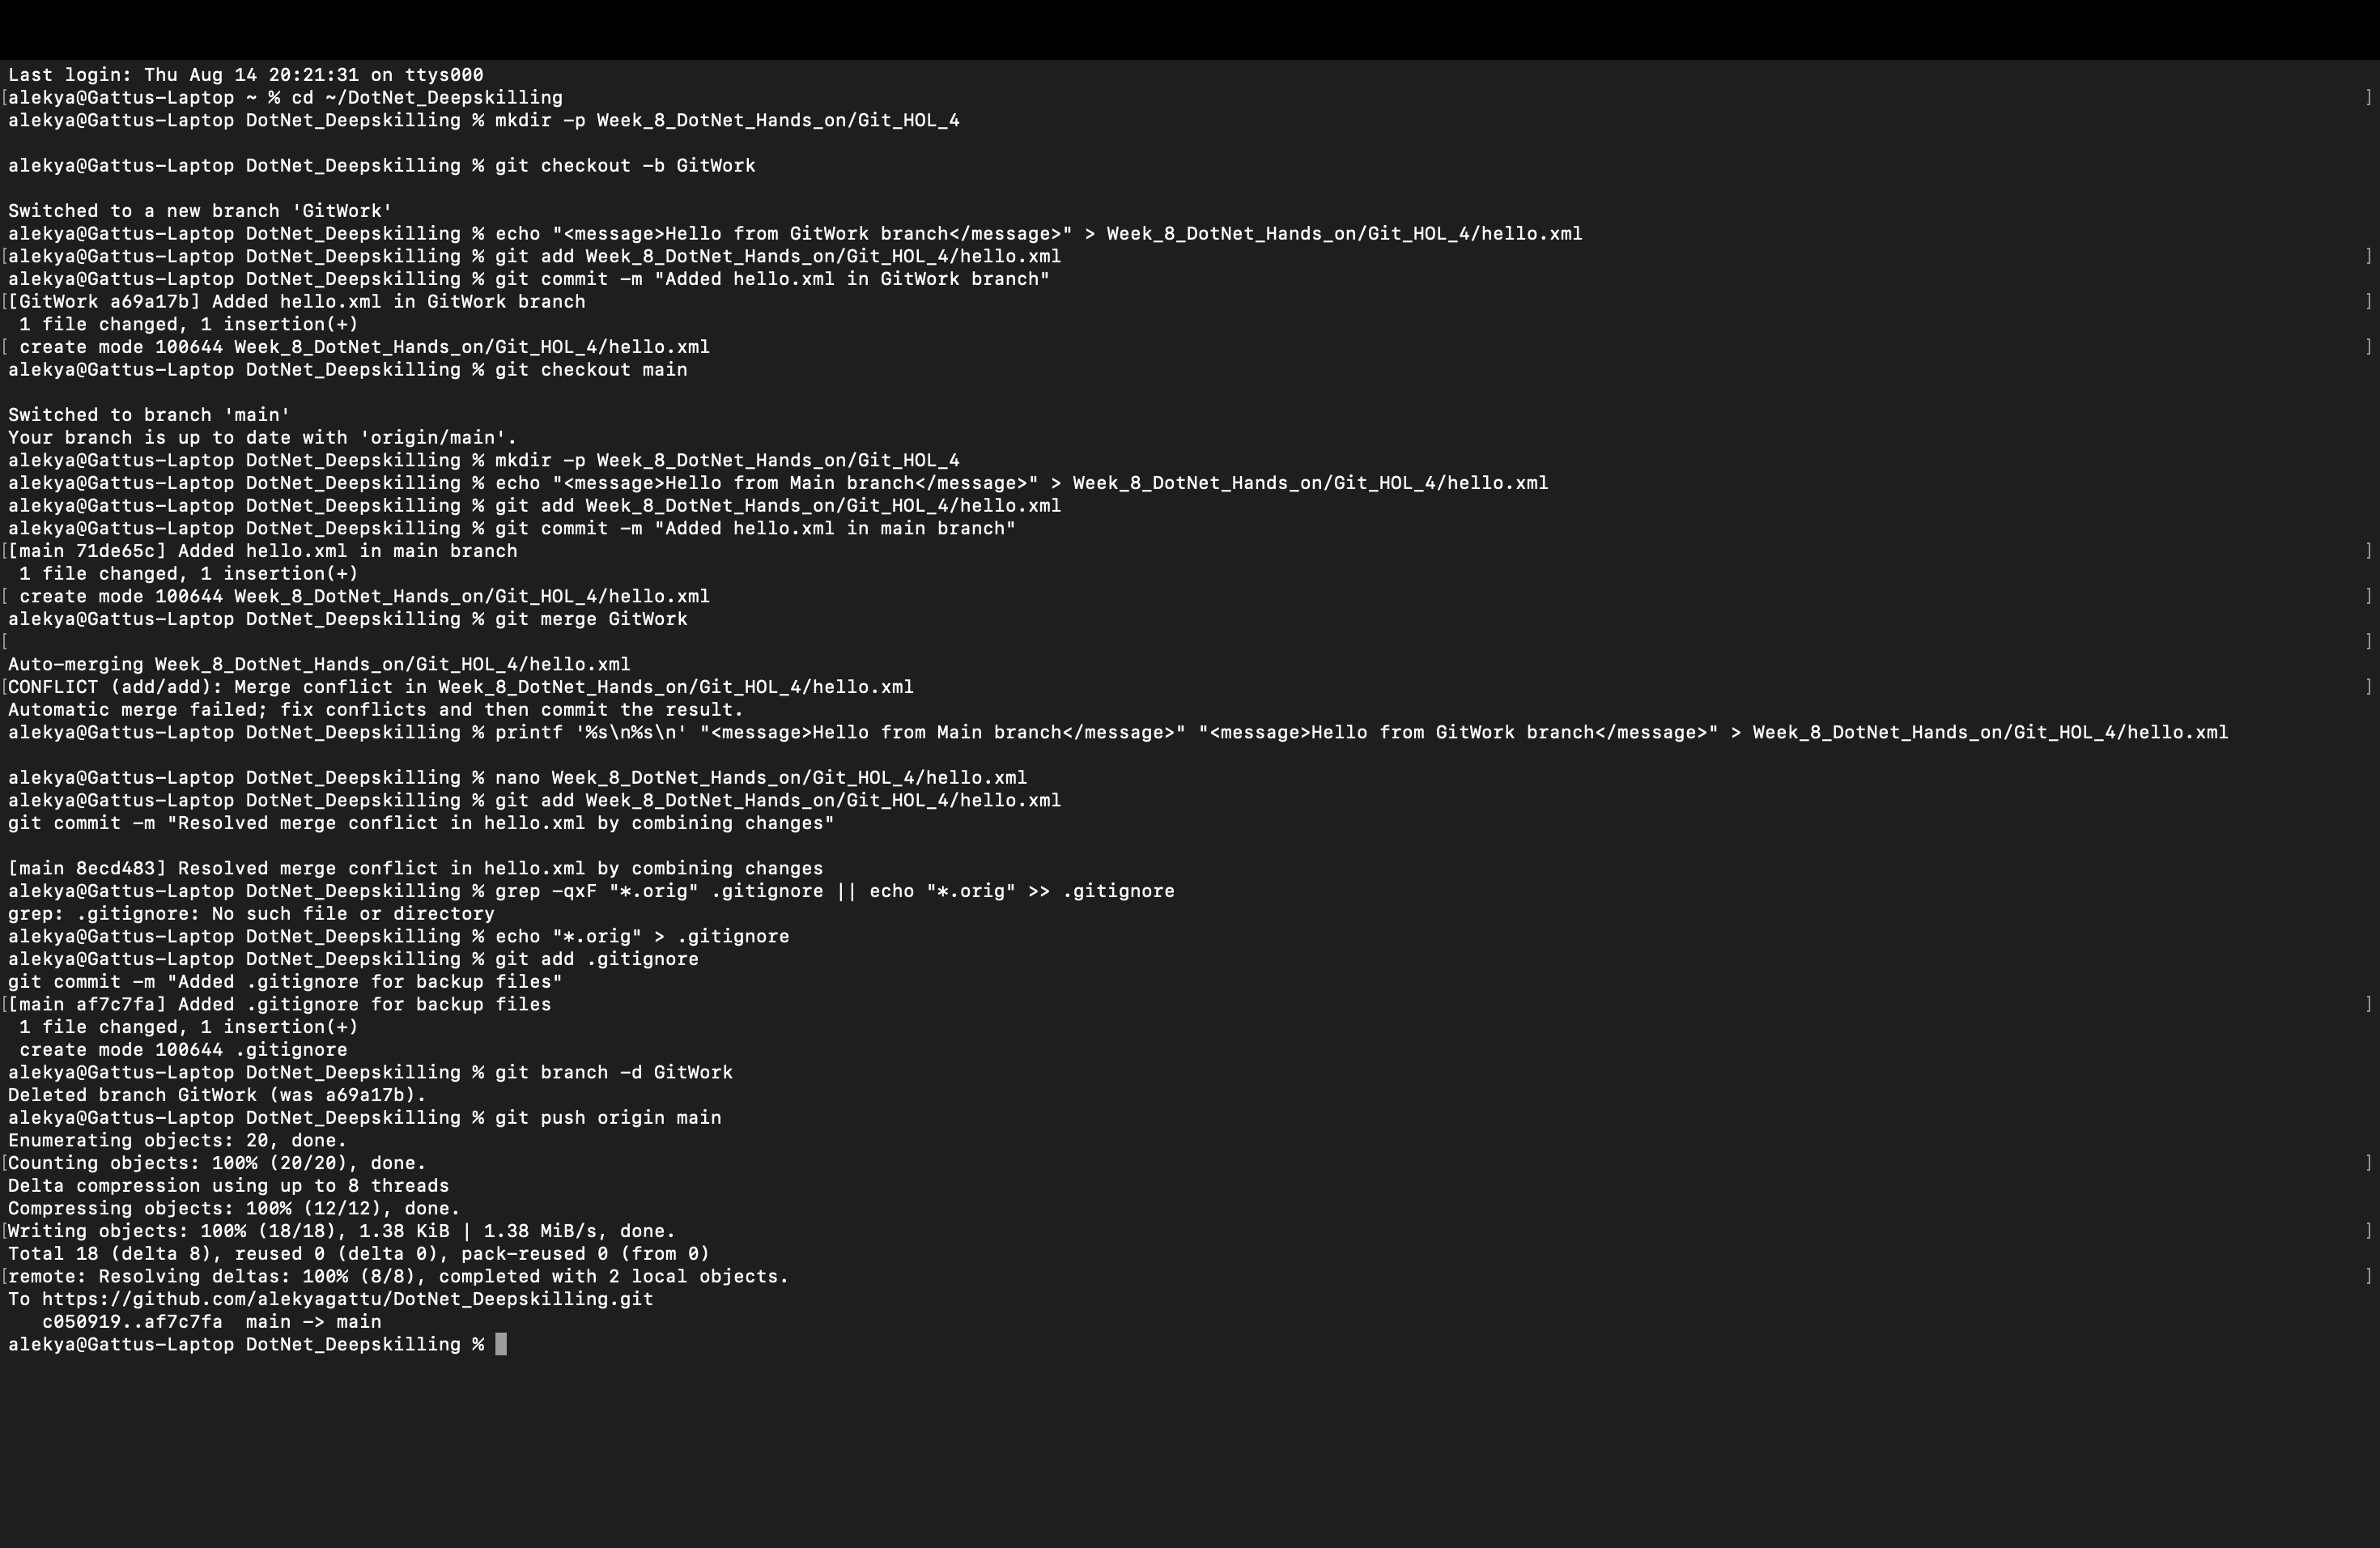 Last login: Thu Aug 14 20:21:31 on ttys000
[alekya@Gattus-Laptop ~ % cd ~/DotNet_Deepskilling ]
alekya@Gattus-Laptop DotNet_Deepskilling % mkdir -p Week_8_DotNet_Hands_on/Git_HOL_4
alekya@Gattus-Laptop DotNet_Deepskilling % git checkout -b GitWork
Switched to a new branch 'GitWork'
alekya@Gattus-Laptop DotNet_Deepskilling % echo "<message>Hello from GitWork branch</message>" > Week_8_DotNet_Hands_on/Git_HOL_4/hello.xml
[alekya@Gattus-Laptop DotNet_Deepskilling % git add Week_8_DotNet_Hands_on/Git_HOL_4/hello.xml ]
alekya@Gattus-Laptop DotNet_Deepskilling % git commit -m "Added hello.xml in GitWork branch"
[[GitWork a69a17b] Added hello.xml in GitWork branch ]
 1 file changed, 1 insertion(+)
[ create mode 100644 Week_8_DotNet_Hands_on/Git_HOL_4/hello.xml ]
alekya@Gattus-Laptop DotNet_Deepskilling % git checkout main
Switched to branch 'main'
Your branch is up to date with 'origin/main'.
alekya@Gattus-Laptop DotNet_Deepskilling % mkdir -p Week_8_DotNet_Hands_on/Git_HOL_4
alekya@Gattus-Laptop DotNet_Deepskilling % echo "<message>Hello from Main branch</message>" > Week_8_DotNet_Hands_on/Git_HOL_4/hello.xml
alekya@Gattus-Laptop DotNet_Deepskilling % git add Week_8_DotNet_Hands_on/Git_HOL_4/hello.xml
alekya@Gattus-Laptop DotNet_Deepskilling % git commit -m "Added hello.xml in main branch"
[[main 71de65c] Added hello.xml in main branch ]
 1 file changed, 1 insertion(+)
[ create mode 100644 Week_8_DotNet_Hands_on/Git_HOL_4/hello.xml ]
alekya@Gattus-Laptop DotNet_Deepskilling % git merge GitWork
[ ]
Auto-merging Week_8_DotNet_Hands_on/Git_HOL_4/hello.xml
[CONFLICT (add/add): Merge conflict in Week_8_DotNet_Hands_on/Git_HOL_4/hello.xml ]
Automatic merge failed; fix conflicts and then commit the result.
alekya@Gattus-Laptop DotNet_Deepskilling % printf '%s\n%s\n' "<message>Hello from Main branch</message>" "<message>Hello from GitWork branch</message>" > Week_8_DotNet_Hands_on/Git_HOL_4/hello.xml
alekya@Gattus-Laptop DotNet_Deepskilling % nano Week_8_DotNet_Hands_on/Git_HOL_4/hello.xml
alekya@Gattus-Laptop DotNet_Deepskilling % git add Week_8_DotNet_Hands_on/Git_HOL_4/hello.xml
git commit -m "Resolved merge conflict in hello.xml by combining changes"
[main 8ecd483] Resolved merge conflict in hello.xml by combining changes
alekya@Gattus-Laptop DotNet_Deepskilling % grep -qxF "*.orig" .gitignore || echo "*.orig" >> .gitignore
grep: .gitignore: No such file or directory
alekya@Gattus-Laptop DotNet_Deepskilling % echo "*.orig" > .gitignore
alekya@Gattus-Laptop DotNet_Deepskilling % git add .gitignore
git commit -m "Added .gitignore for backup files"
[[main af7c7fa] Added .gitignore for backup files ]
 1 file changed, 1 insertion(+)
 create mode 100644 .gitignore
alekya@Gattus-Laptop DotNet_Deepskilling % git branch -d GitWork
Deleted branch GitWork (was a69a17b).
alekya@Gattus-Laptop DotNet_Deepskilling % git push origin main
Enumerating objects: 20, done.
[Counting objects: 100% (20/20), done. ]
Delta compression using up to 8 threads
Compressing objects: 100% (12/12), done.
[Writing objects: 100% (18/18), 1.38 KiB | 1.38 MiB/s, done. ]
Total 18 (delta 8), reused 0 (delta 0), pack-reused 0 (from 0)
[remote: Resolving deltas: 100% (8/8), completed with 2 local objects. ]
To https://github.com/alekyagattu/DotNet_Deepskilling.git
   c050919..af7c7fa  main -> main
alekya@Gattus-Laptop DotNet_Deepskilling %